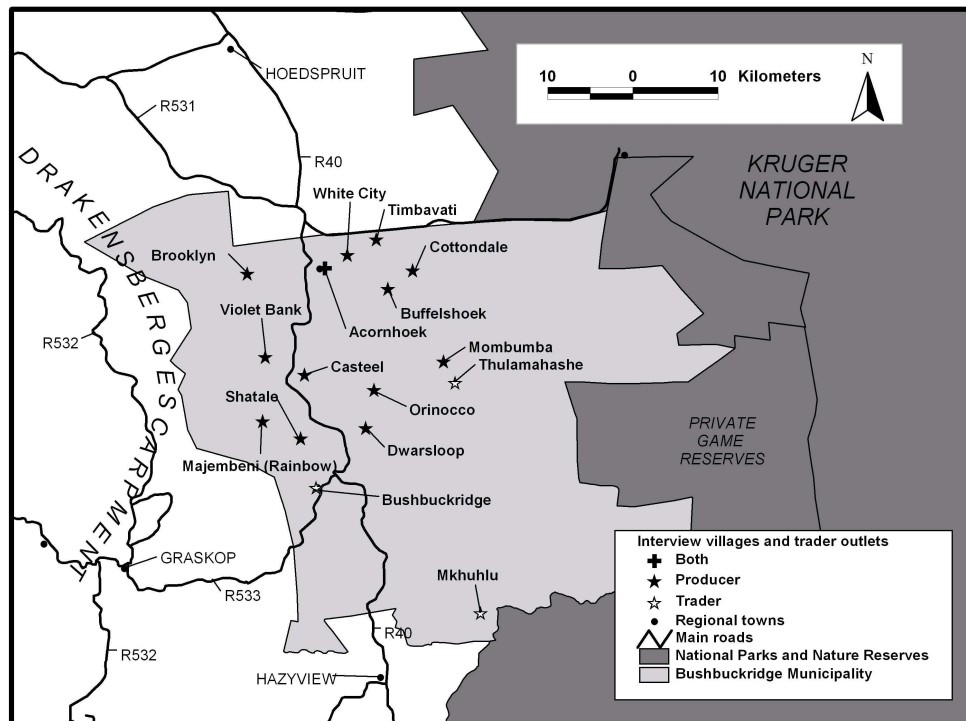 HOEDSPRUIT
R531
R40
10 0 10 Kilometers
N
KRUGER
NATIONAL
PARK
DRAKENSBERG ESCARPMENT
White City
Timbavati
Cottondale
Brooklyn
Buffelshoek
Violet Bank
Acornhoek
R532
Mombumba
Thulamahashe
Casteel
Shatale
Orinocco
PRIVATE
GAME
RESERVES
Dwarsloop
Majembeni (Rainbow)
Bushbuckridge
GRASKOP
R533
Mkhuhlu
R40
R532
HAZYVIEW
Interview villages and trader outlets
Both
Producer
Trader
Regional towns
Main roads
National Parks and Nature Reserves
Bushbuckridge Municipality